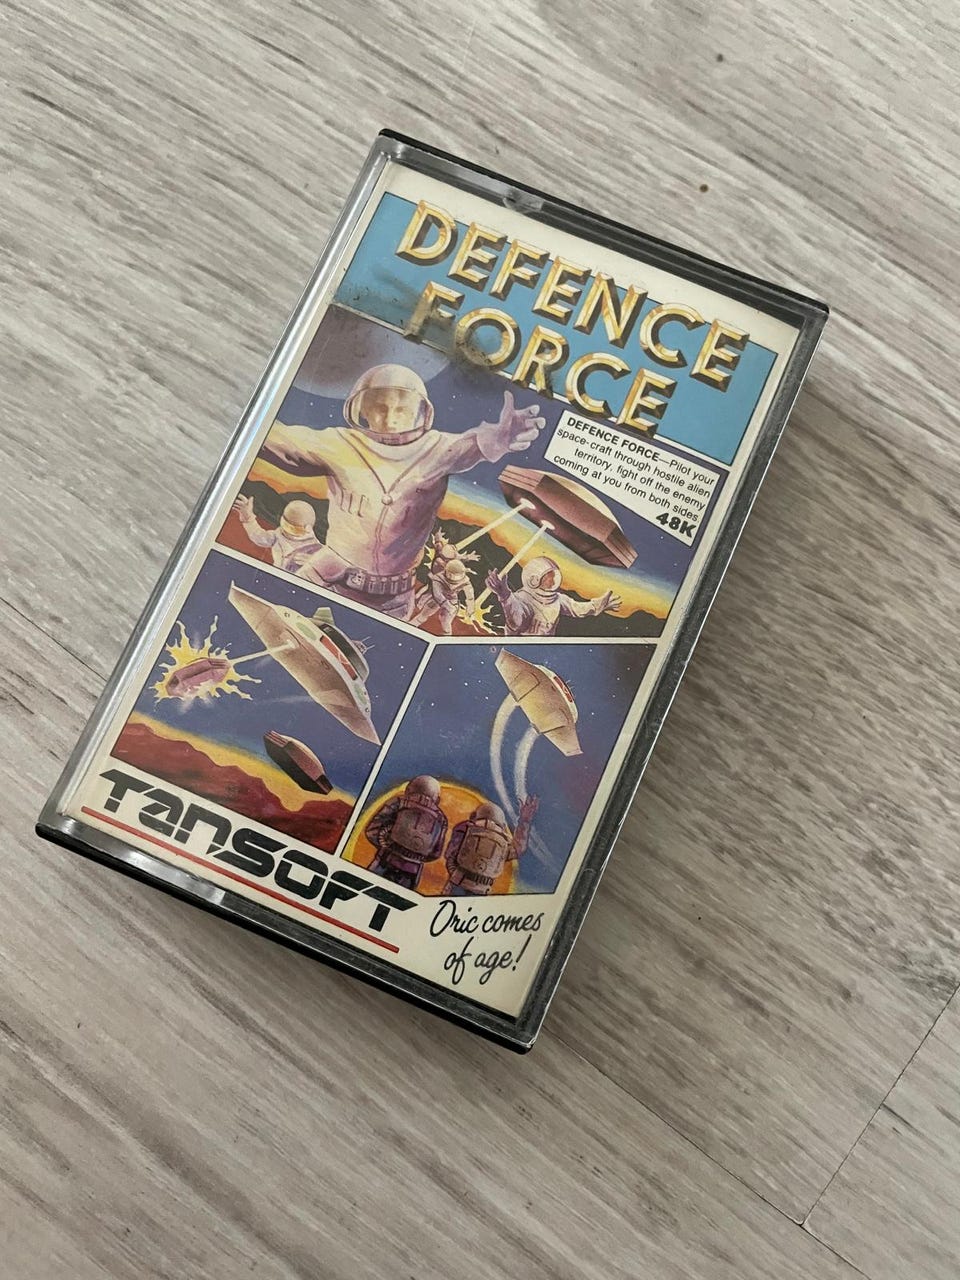 DEFENCE
FORCE
DEFENCE FORCE—Pilot your
space-craft through hostile alien
territory, fight off the enemy
coming at you from both sides.
48K
TANSOFT
Oric comes
of age!